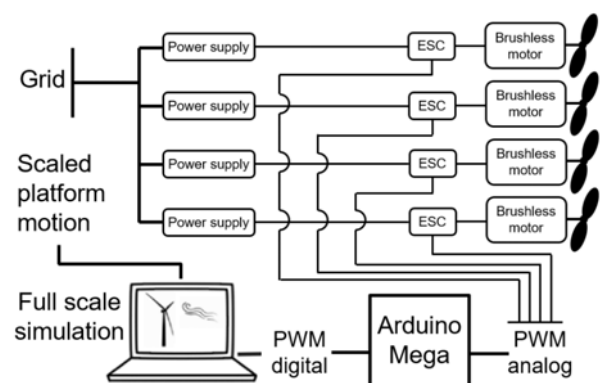 Power supply
ESC
Brushless
motor
Grid
Power supply
ESC
Brushless
motor
Scaled
platform
motion
Power supply
ESC
Brushless
motor
Power supply
ESC
Brushless
motor
Full scale
simulation
PWM
digital
Arduino
Mega
PWM
analog